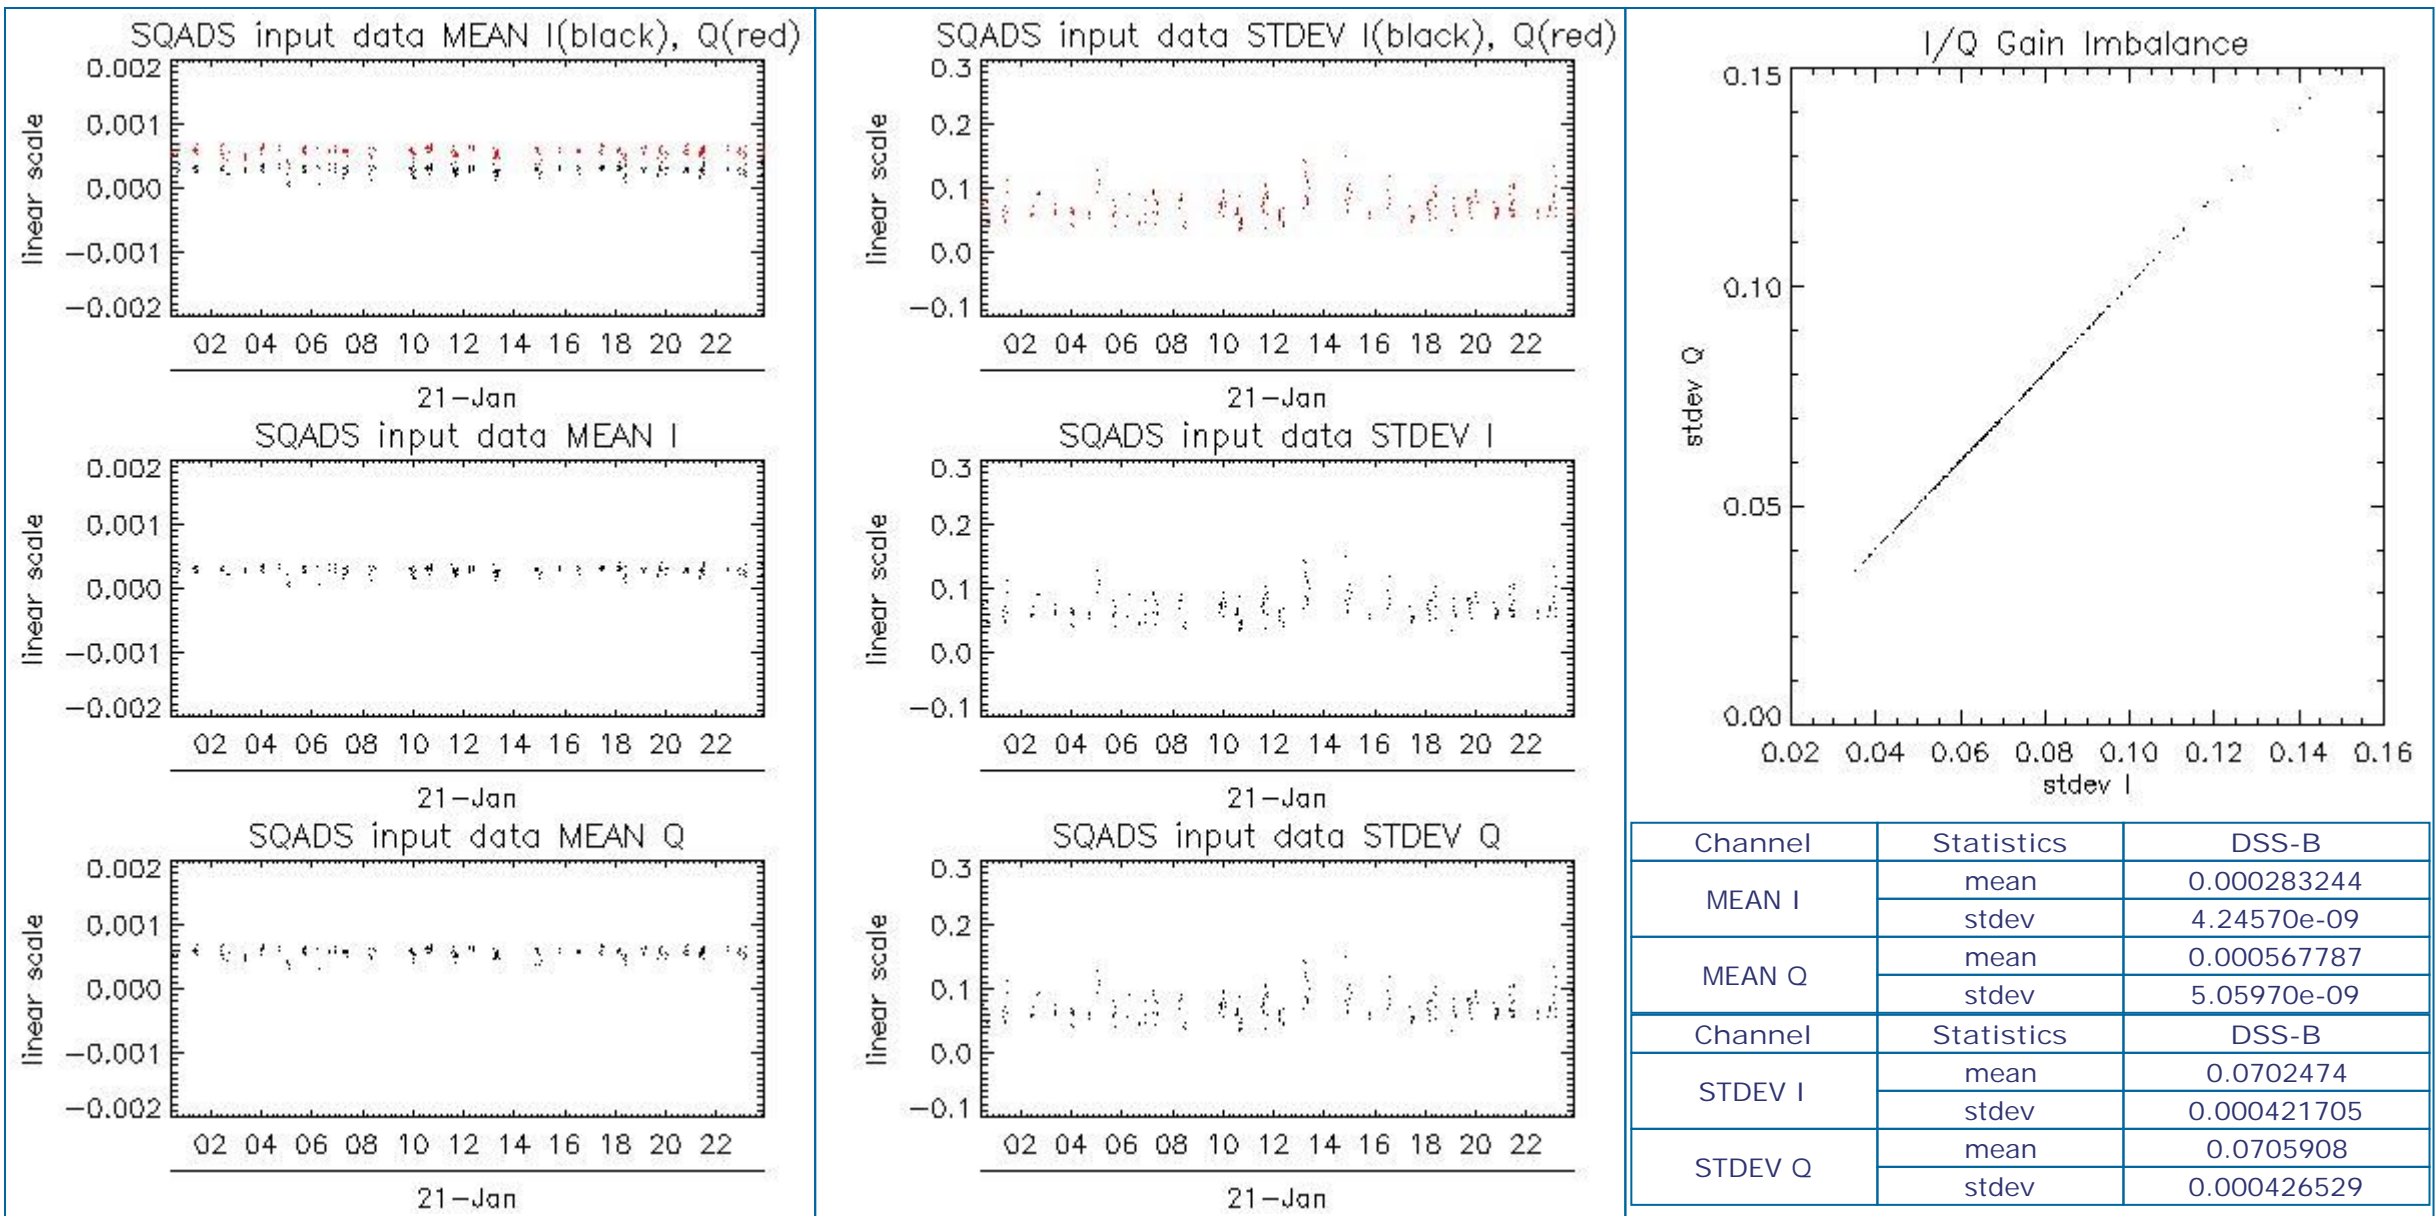 SQADS input data MEAN I(black), Q(red)
0.002
0.001
0.000
−0.001
−0.002
linear scale
02 04 06 08 10 12 14 16 18 20 22
21−Jan
SQADS input data MEAN I
0.002
0.001
0.000
−0.001
−0.002
linear scale
02 04 06 08 10 12 14 16 18 20 22
21−Jan
SQADS input data MEAN Q
0.002
0.001
0.000
−0.001
−0.002
linear scale
02 04 06 08 10 12 14 16 18 20 22
21−Jan
SQADS input data STDEV I(black), Q(red)
0.3
0.2
0.1
0.0
−0.1
linear scale
02 04 06 08 10 12 14 16 18 20 22
21−Jan
SQADS input data STDEV I
0.3
0.2
0.1
0.0
−0.1
linear scale
02 04 06 08 10 12 14 16 18 20 22
21−Jan
SQADS input data STDEV Q
0.3
0.2
0.1
0.0
−0.1
linear scale
02 04 06 08 10 12 14 16 18 20 22
21−Jan
I/Q Gain Imbalance
0.15
0.10
0.05
0.00
stdev Q
0.02 0.04 0.06 0.08 0.10 0.12 0.14 0.16
stdev I
Channel Statistics DSS-B
MEAN I mean 0.000283244
stdev 4.24570e-09
MEAN Q mean 0.000567787
stdev 5.05970e-09
Channel Statistics DSS-B
STDEV I mean 0.0702474
stdev 0.000421705
STDEV Q mean 0.0705908
stdev 0.000426529